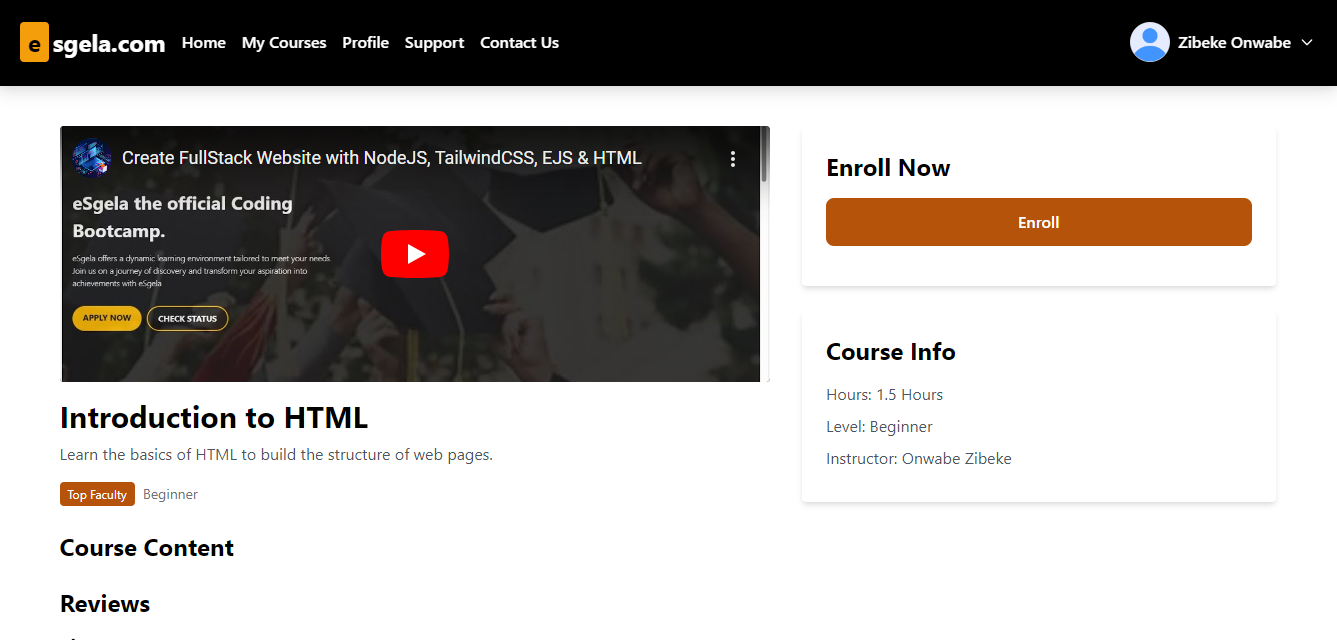 esgela.com Home My Courses Profile Support Contact Us Zibeke Onwabe
Create FullStack Website with NodeJS, TailwindCSS, EJS & HTML
eSgela the official Coding
Bootcamp.
eSgela offers a dynamic learning environment tailored to meet your needs.
Join us on a journey of discovery and transform your aspiration into
achievements with eSgela
APPLY NOW CHECK STATUS
Introduction to HTML
Learn the basics of HTML to build the structure of web pages.
Top Faculty Beginner
Course Content
Reviews
Enroll Now
Enroll
Course Info
Hours: 1.5 Hours
Level: Beginner
Instructor: Onwabe Zibeke